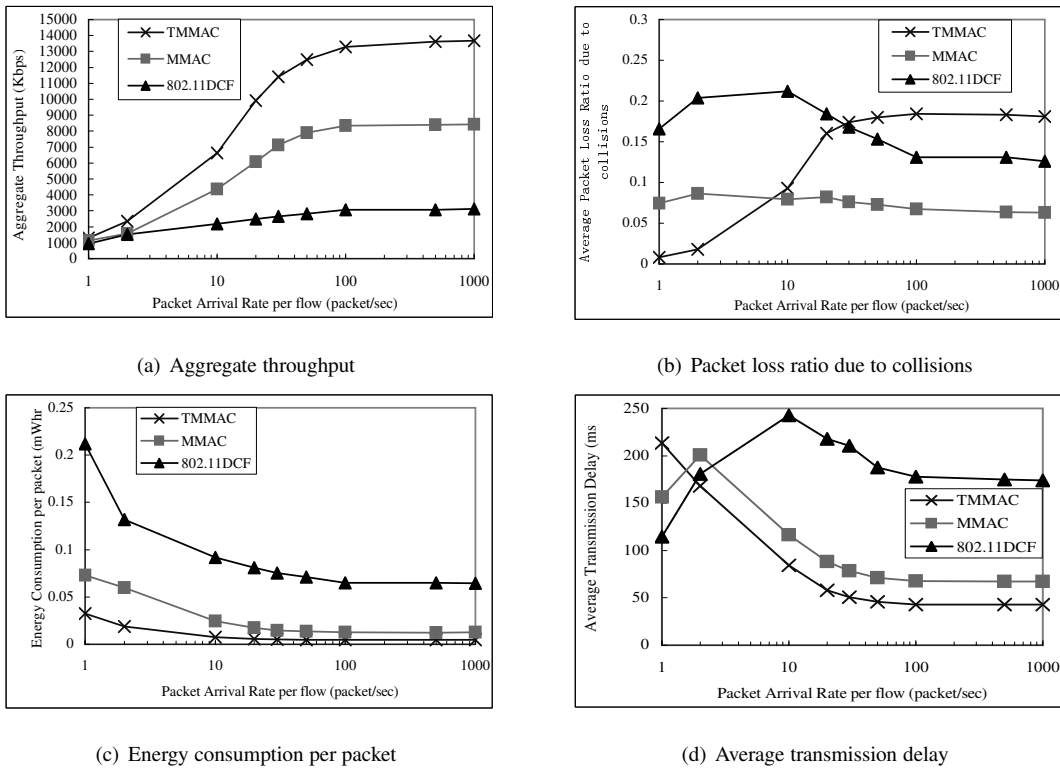 15000
14000
13000
12000
11000
10000
9000
8000
7000
6000
5000
4000
3000
2000
1000
0
Aggregate Throughput (Kbps)
TMMAC
MMAC
802.11DCF
1 10 100 1000
Packet Arrival Rate per flow (packet/sec)
(a) Aggregate throughput
0.3
0.25
0.2
0.15
0.1
0.05
0
Average Packet Loss Ratio due to
collisions
TMMAC
MMAC
802.11DCF
1 10 100 1000
Packet Arrival Rate per flow (packet/sec)
(b) Packet loss ratio due to collisions
0.25
0.2
0.15
0.1
0.05
0
Energy Consumption per packet (mWhr
TMMAC
MMAC
802.11DCF
1 10 100 1000
Packet Arrival Rate per flow (packet/sec)
(c) Energy consumption per packet
250
200
150
100
50
0
Average Transmission Delay (ms
TMMAC
MMAC
802.11DCF
1 10 100 1000
Packet Arrival Rate per flow (packet/sec)
(d) Average transmission delay